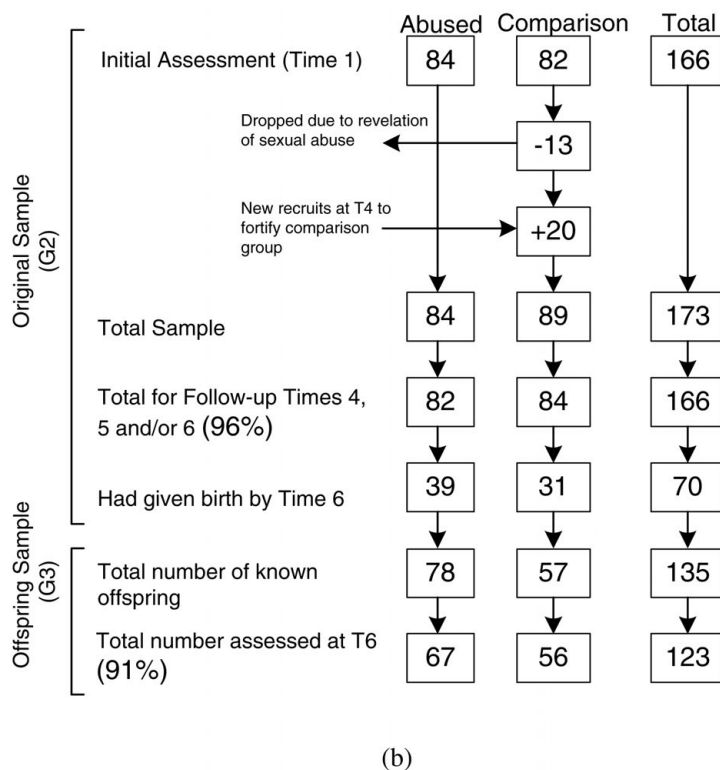 Abused Comparison Total
Initial Assessment (Time 1) 84 82 166
Dropped due to revelation
of sexual abuse
-13
New recruits at T4 to
fortify comparison
group
+20
Original Sample
(G2)
Total Sample 84 89 173
Total for Follow-up Times 4,
5 and/or 6 (96%)
82 84 166
Had given birth by Time 6 39 31 70
Offspring Sample
(G3)
Total number of known
offspring
78 57 135
Total number assessed at T6
(91%)
67 56 123
(b)